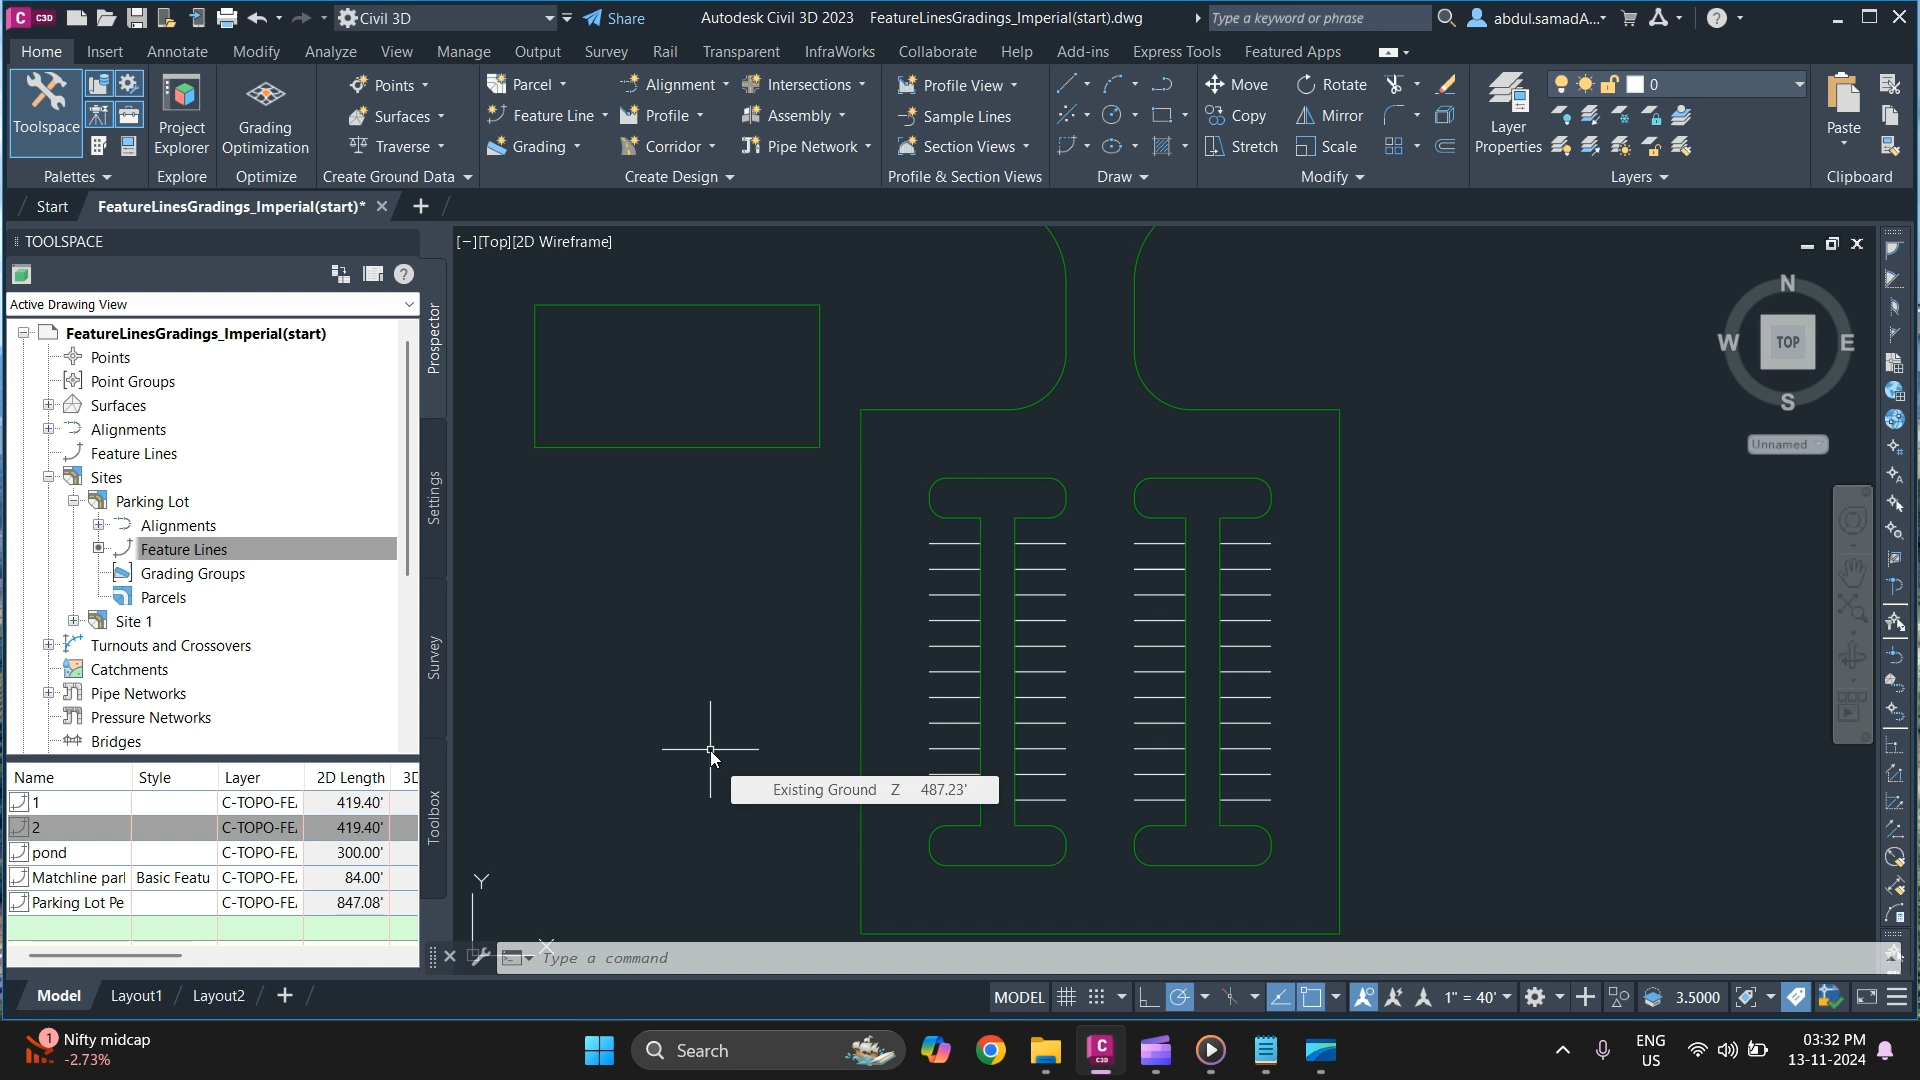 C3D
Civil 3D
Share
Autodesk Civil 3D 2023 FeatureLinesGradings_Imperial(start).dwg
Type a keyword or phrase
abdul.samadA...
Home Insert Annotate Modify Analyze View Manage Output Survey Rail Transparent InfraWorks Collaborate Help Add-ins Express Tools Featured Apps
Toolspace
Project Explorer
Grading Optimization
Points
Surfaces
Traverse
Parcel
Feature Line
Grading
Alignment
Profile
Corridor
Intersections
Assembly
Pipe Network
Profile View
Sample Lines
Section Views
Move
Copy
Stretch
Rotate
Mirror
Scale
Layer Properties
0
Paste
Palettes Explore Optimize Create Ground Data Create Design Profile & Section Views Draw Modify Layers Clipboard
Start FeatureLinesGradings_Imperial(start)*
TOOLSPACE
Active Drawing View
FeatureLinesGradings_Imperial(start)
Points
Point Groups
Surfaces
Alignments
Feature Lines
Sites
Parking Lot
Alignments
Feature Lines
Grading Groups
Parcels
Site 1
Turnouts and Crossovers
Catchments
Pipe Networks
Pressure Networks
Bridges
Prospector
Settings
Survey
Toolbox
Name Style Layer 2D Length 3D
1 C-TOPO-FE 419.40'
2 C-TOPO-FE 419.40'
pond C-TOPO-FE 300.00'
Matchline parl Basic Featu C-TOPO-FE 84.00'
Parking Lot Pe C-TOPO-FE 847.08'
[−][Top][2D Wireframe]
N
W TOP E
S
Unnamed
Existing Ground Z 487.23'
Y
X
Type a command
Model Layout1 Layout2
MODEL 1" = 40' 3.5000
1
Nifty midcap
-2.73%
Search
C
C3D
ENG
US
03:32 PM
13-11-2024